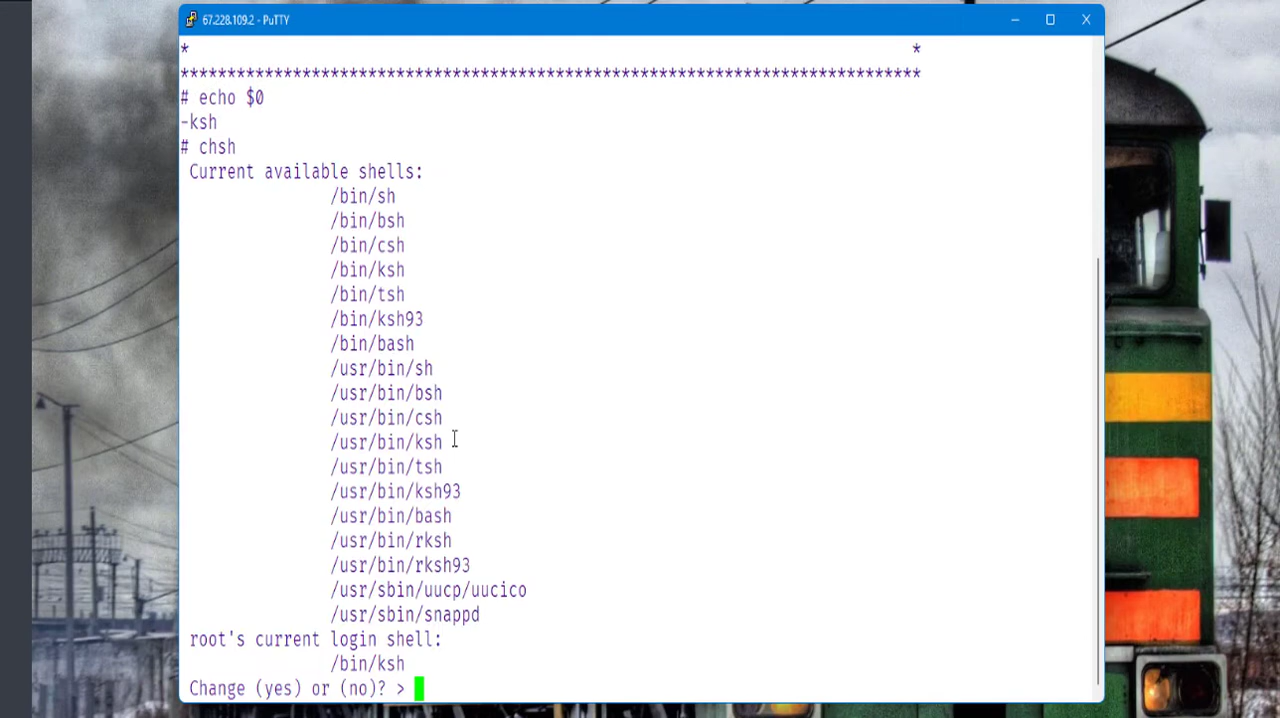 67.228.109.2 - PuTTY
* *
*******************************************************************************
# echo $0
-ksh
# chsh
Current available shells:
/bin/sh
/bin/bsh
/bin/csh
/bin/ksh
/bin/tsh
/bin/ksh93
/bin/bash
/usr/bin/sh
/usr/bin/bsh
/usr/bin/csh
/usr/bin/ksh
/usr/bin/tsh
/usr/bin/ksh93
/usr/bin/bash
/usr/bin/rksh
/usr/bin/rksh93
/usr/sbin/uucp/uucico
/usr/sbin/snappd
root's current login shell:
/bin/ksh
Change (yes) or (no)? >